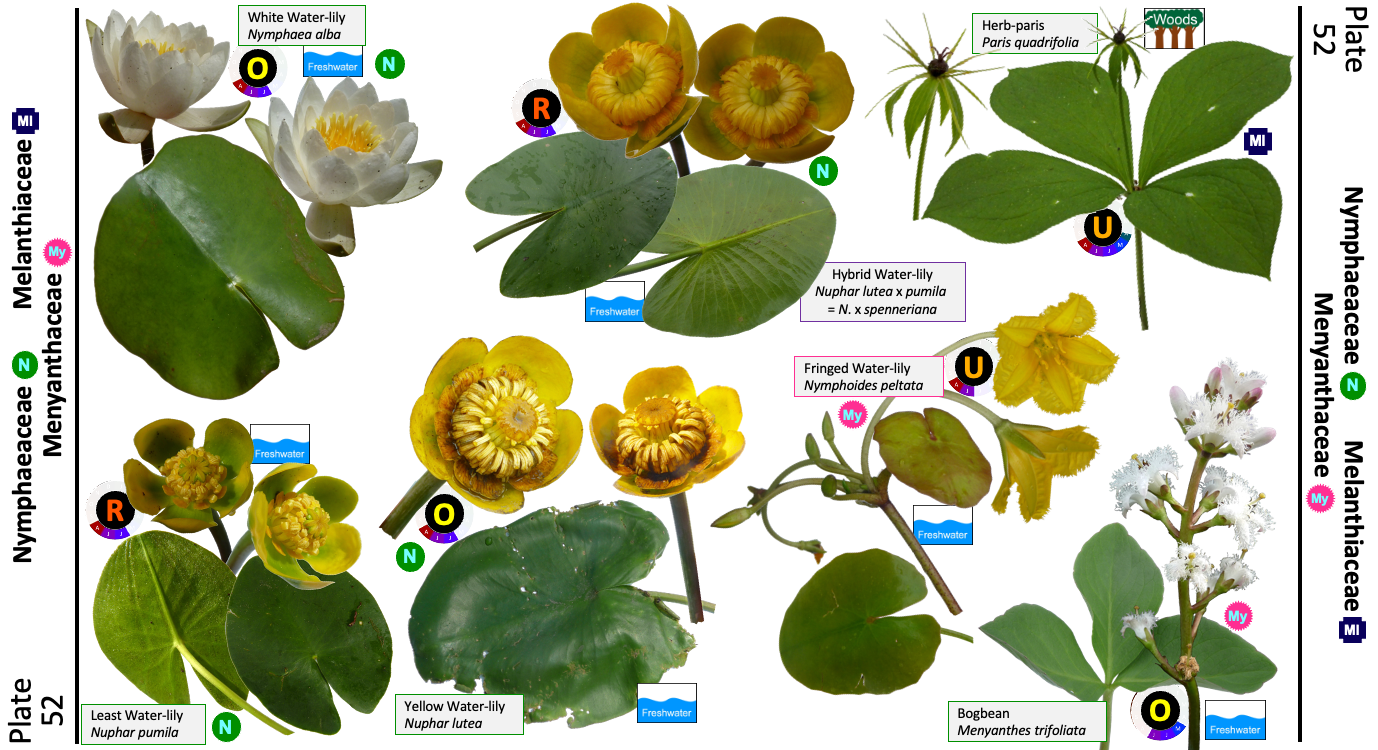 White Water-lily
Nymphaea alba
O
A J J
Freshwater
N
R
A J J
N
Freshwater
Hybrid Water-lily
Nuphar lutea x pumila
= N. x spenneriana
Herb-paris
Paris quadrifolia
Woods
MI
U
A J J M
Plate
52
Nymphaeaceae N Melanthiaceae MI
Menyanthaceae My
Nymphaeaceae N Melanthiaceae MI
Menyanthaceae My
Freshwater
R
A J J
Least Water-lily
Nuphar pumila
N
O
A J J
N
Yellow Water-lily
Nuphar lutea
Freshwater
Fringed Water-lily
Nymphoides peltata
U
A J
My
Freshwater
My
Bogbean
Menyanthes trifoliata
O
J J M
Freshwater
Plate
52